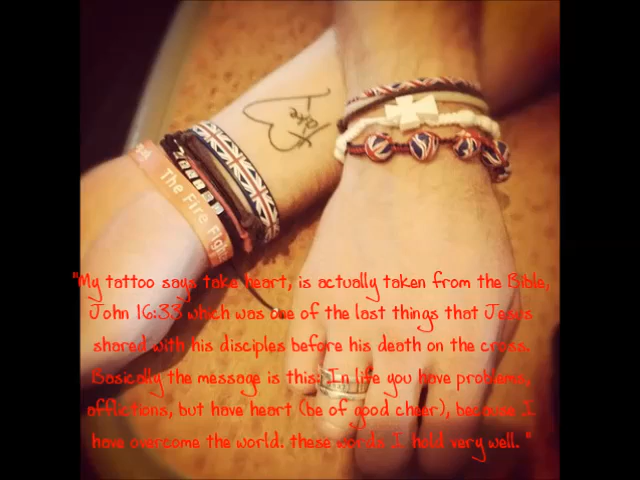 Take
The Fire Fight
"My tattoo says take heart, is actually taken from the Bible,
John 16:33 which was one of the last things that Jesus
shared with his disciples before his death on the cross.
Basically the message is this: In life you have problems,
afflictions, but have heart (be of good cheer), because I
have overcome the world. these words I hold very well. "